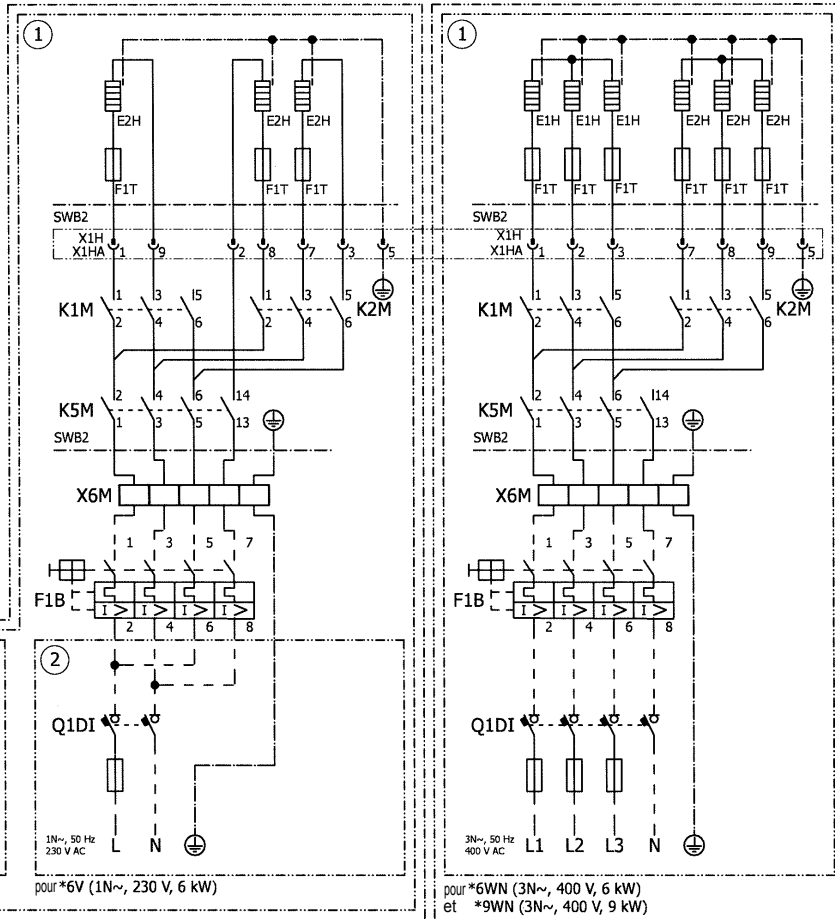 1
E2H E2H E2H
F1T F1T F1T
SWB2
X1H
X1HA 1 9 2 8 7 3 5
1 3 5 1 3 5
K1M K2M
2 4 6 2 4 6
2 4 6 14
K5M
1 3 5 13
SWB2
X6M
1 3 5 7
F1B
I > I > I > I >
2 4 6 8
2
Q1DI
1N~, 50 Hz
230 V AC
L N
pour *6V (1N~, 230 V, 6 kW)
1
E1H E1H E1H E2H E2H E2H
F1T F1T F1T F1T F1T F1T
SWB2
X1H
X1HA 1 2 3 7 8 9 5
1 3 5 1 3 5
K1M K2M
2 4 6 2 4 6
2 4 6 14
K5M
1 3 5 13
SWB2
X6M
1 3 5 7
F1B
I > I > I > I >
2 4 6 8
Q1DI
3N~, 50 Hz
400 V AC
L1 L2 L3 N
pour *6WN (3N~, 400 V, 6 kW)
et *9WN (3N~, 400 V, 9 kW)